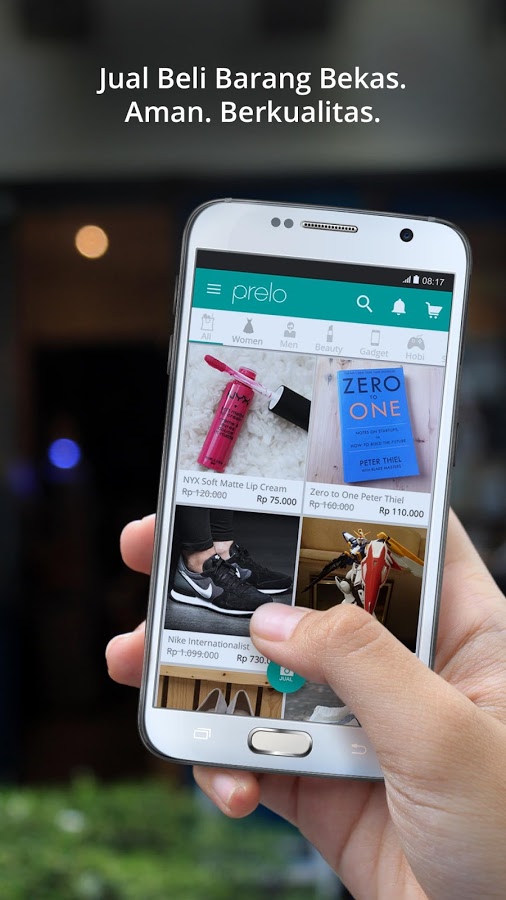 Jual Beli Barang Bekas.
Aman. Berkualitas.
08:17
prelo
All
Women
Men
Beauty
Gadget
Hobi
NYX
ZERO
TO
ONE
NOTES ON STARTUPS,
OR
HOW TO BUILD THE FUTURE
PETER THIEL
WITH BLAKE MASTERS
NYX Soft Matte Lip Cream
Rp 120.000 Rp 75.000
Zero to One Peter Thiel
Rp 160.000 Rp 110.000
Nike Internationalist
Rp 1.099.000 Rp 730.0
JUAL